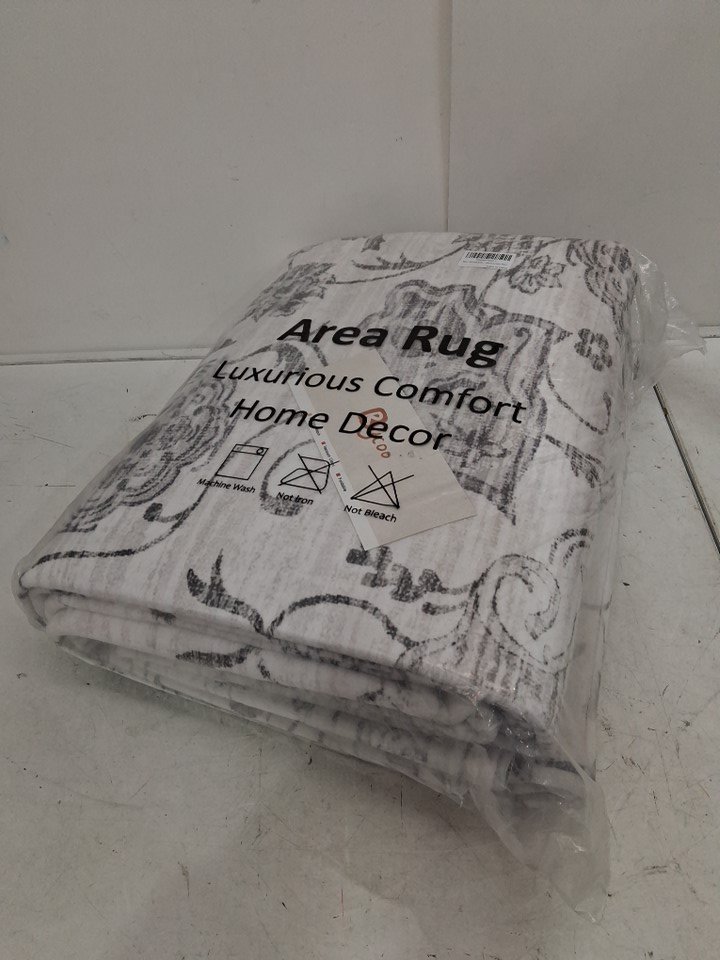 Area Rug
Luxurious Comfort
Home Decor
Machine Wash
Not Iron
Not Bleach